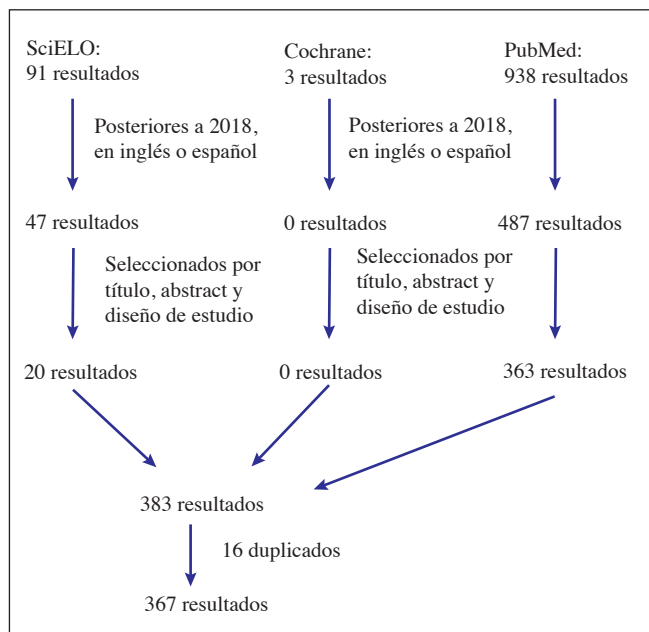 SciELO:
91 resultados
Cochrane:
3 resultados
PubMed:
938 resultados
Posteriores a 2018,
en inglés o español
Posteriores a 2018,
en inglés o español
47 resultados
0 resultados
487 resultados
Seleccionados por
título, abstract y
diseño de estudio
Seleccionados por
título, abstract y
diseño de estudio
20 resultados
0 resultados
363 resultados
383 resultados
16 duplicados
367 resultados